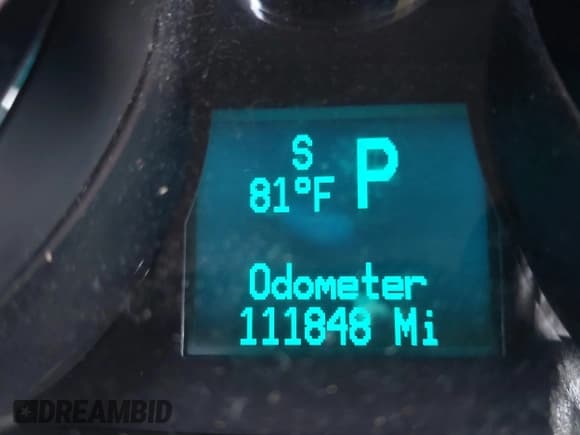 S
81°F P
Odometer
111848 Mi
DREAMBID